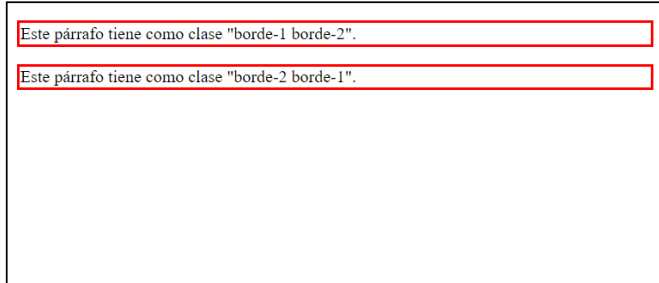 Este párrafo tiene como clase "borde-1 borde-2".
Este párrafo tiene como clase "borde-2 borde-1".